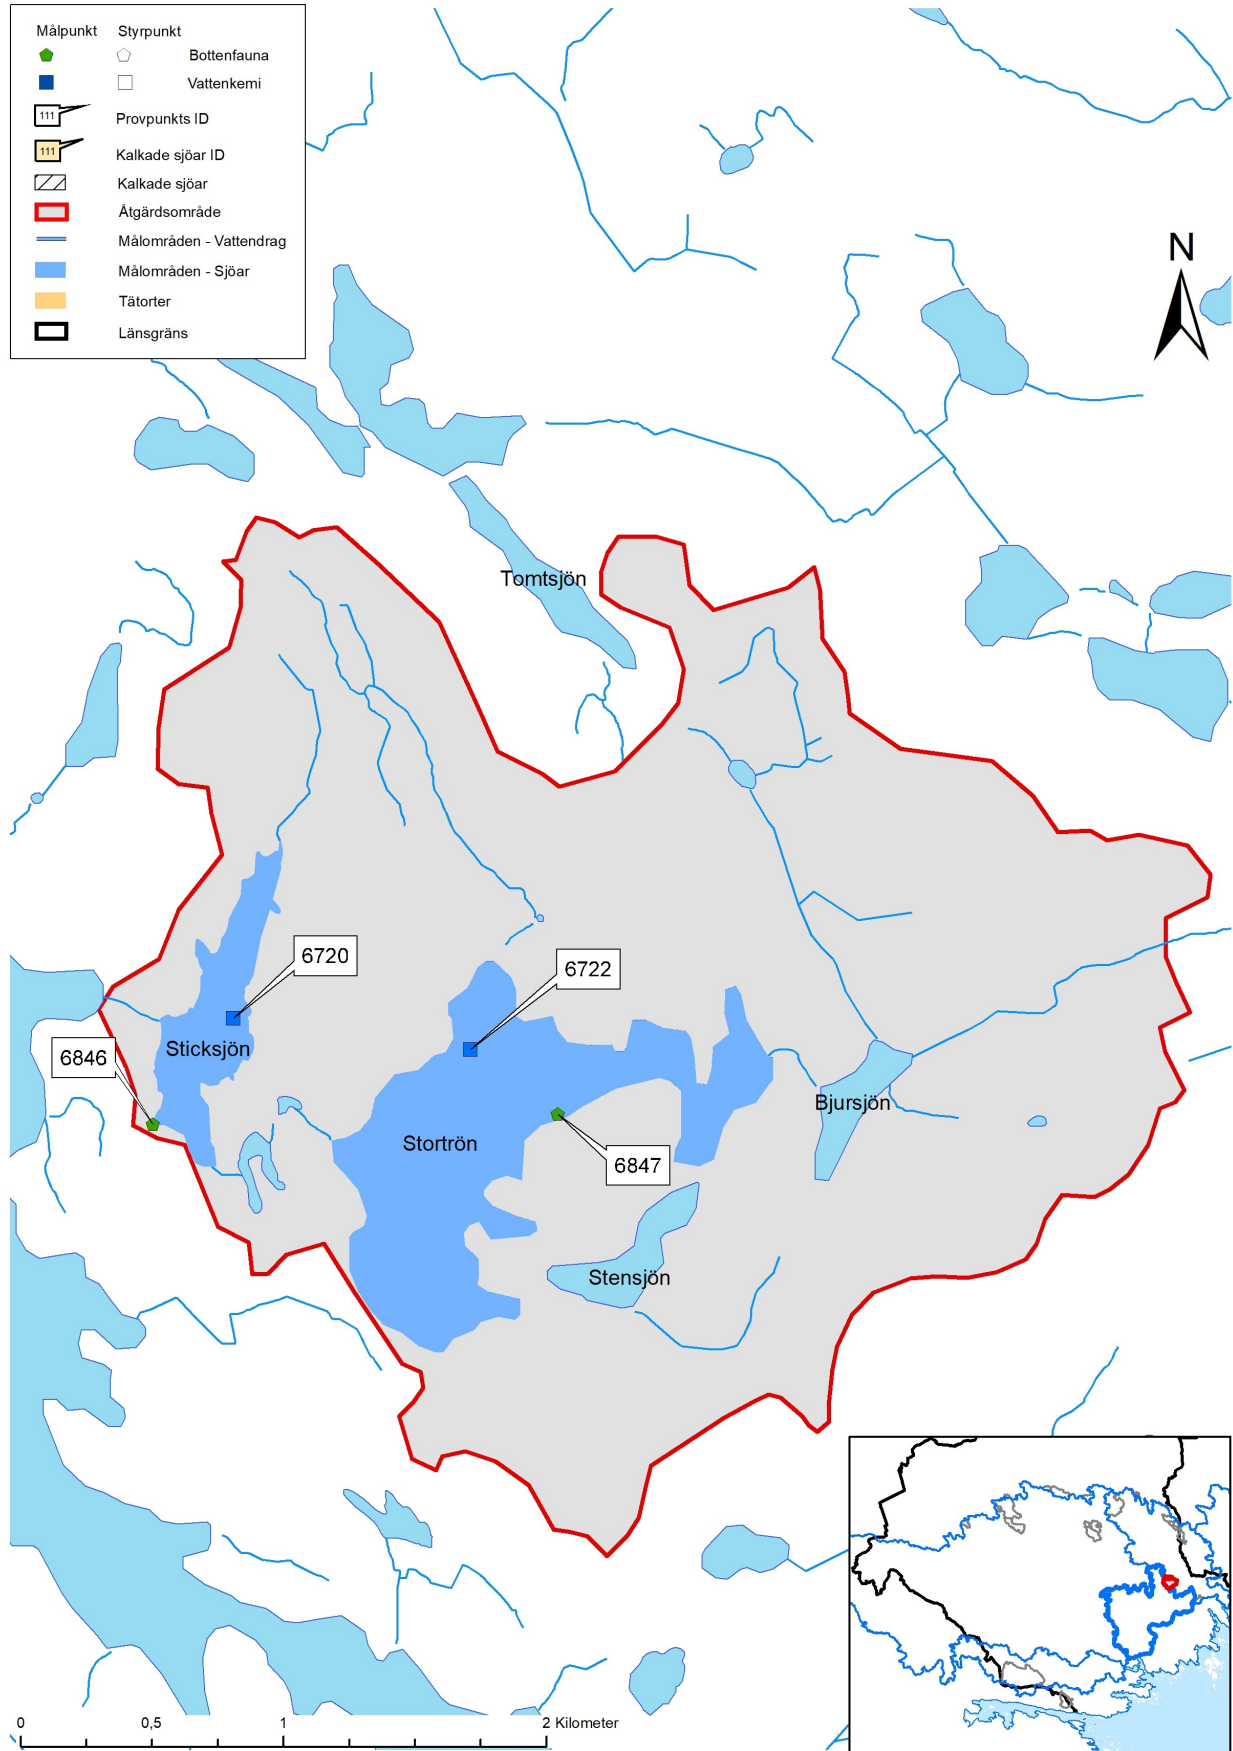 Målpunkt Styrpunkt
Bottenfauna
Vattenkemi
111 Provpunkts ID
111 Kalkade sjöar ID
Kalkade sjöar
Åtgärdsområde
Målområden - Vattendrag
Målområden - Sjöar
Tätorter
Länsgräns
N
Tomtsjön
6720
6722
6846
Sticksjön
Bjursjön
Stortrön
6847
Stensjön
0 0,5 1 2 Kilometer